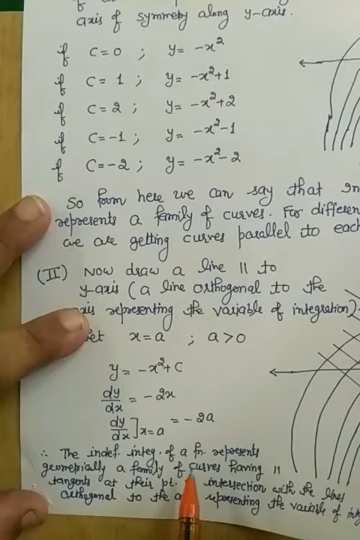 axis of symmetry along y-axis.
if C=0 ; y= -x²
if C= 1 ; y= -x²+1
if C= 2 ; y= -x²+2
if C=-1 ; y= -x²-1
if C=-2 ; y= -x²-2
So from here we can say that
represents a family of curves. For differen
we are getting curves parallel to each
(II) Now draw a line || to
y-axis (a line orthogonal to the
representing the variable of integration).
x=a ; a>0
y= -x²+C
dy/dx = -2x
dy/dx]x=a = -2a
∴ The indef. integ. of a fn. represents
geometrically a family of curves having ||
tangents at their pt. intersection with the lines
orthogonal to the representing the variable of